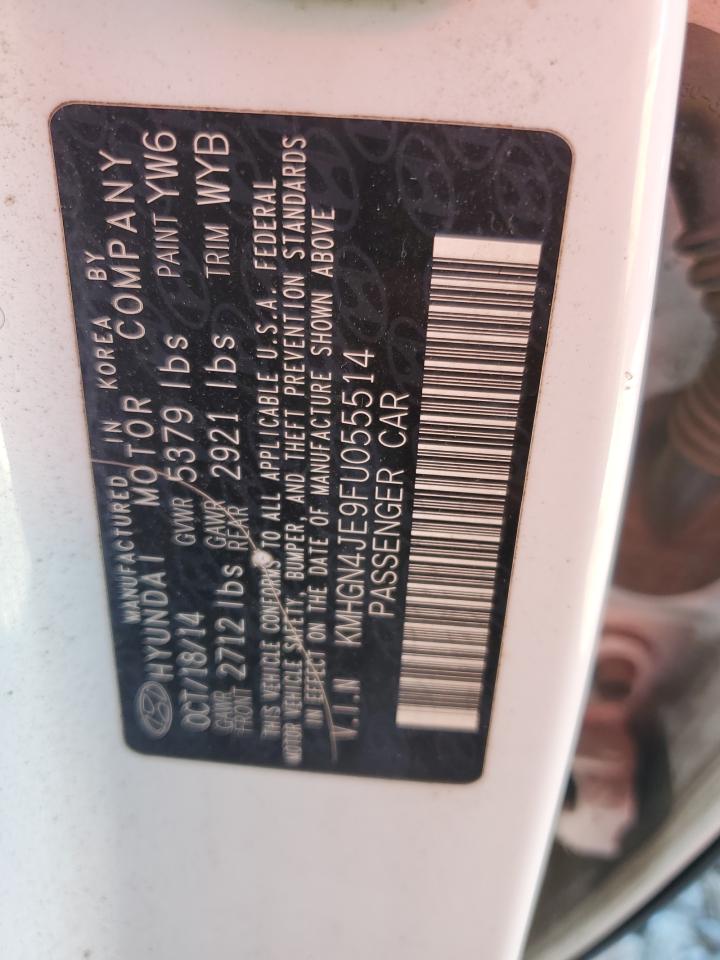 MANUFACTURED IN KOREA BY
HYUNDAI MOTOR COMPANY
OCT/18/14 GVWR 5379 lbs PAINT YW6
GAWR FRONT 2712 lbs GAWR REAR 2921 lbs TRIM WYB
THIS VEHICLE CONFORMS TO ALL APPLICABLE U.S.A. FEDERAL
MOTOR VEHICLE SAFETY, BUMPER, AND THEFT PREVENTION STANDARDS
IN EFFECT ON THE DATE OF MANUFACTURE SHOWN ABOVE
V.I.N KMHGN4JE9FU055514
PASSENGER CAR